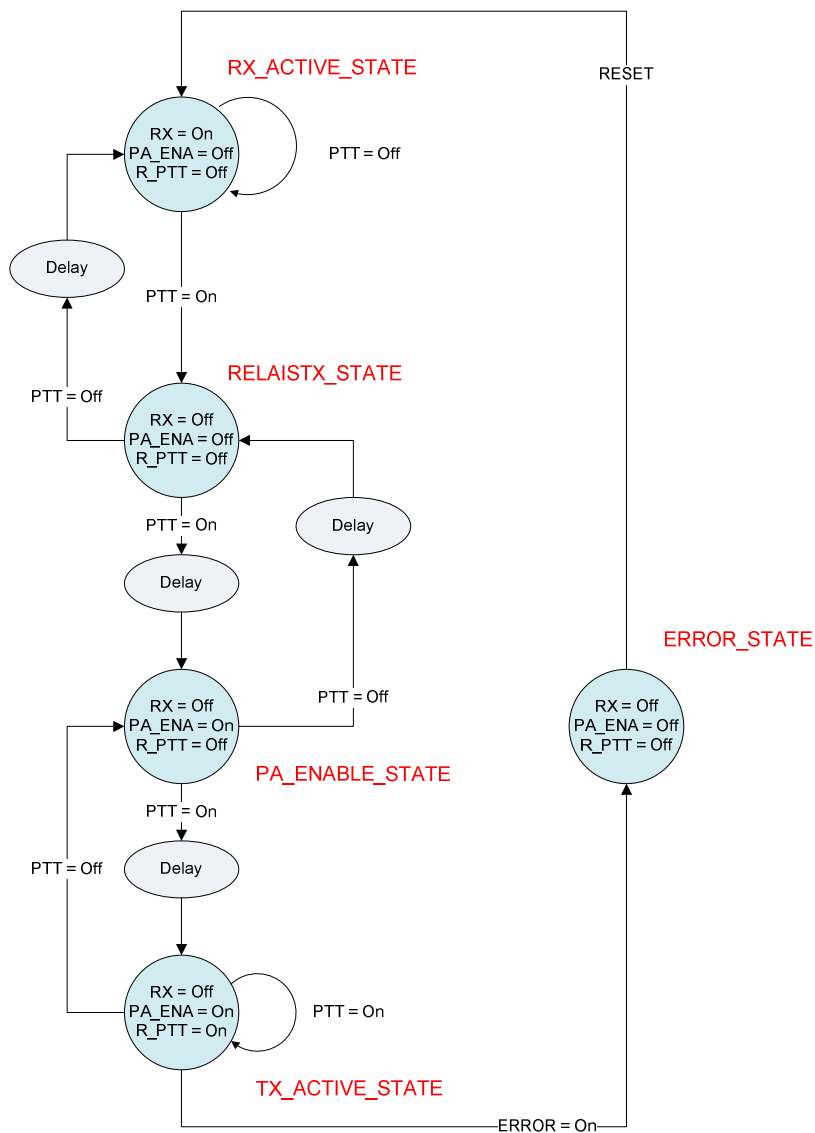 RX_ACTIVE_STATE
RESET
RX = On
PA_ENA = Off
R_PTT = Off
PTT = Off
Delay
PTT = On
RELAISTX_STATE
PTT = Off
RX = Off
PA_ENA = Off
R_PTT = Off
PTT = On
Delay
Delay
ERROR_STATE
PTT = Off
RX = Off
PA_ENA = On
R_PTT = Off
RX = Off
PA_ENA = Off
R_PTT = Off
PA_ENABLE_STATE
PTT = On
PTT = Off
Delay
RX = Off
PA_ENA = On
R_PTT = On
PTT = On
TX_ACTIVE_STATE
ERROR = On